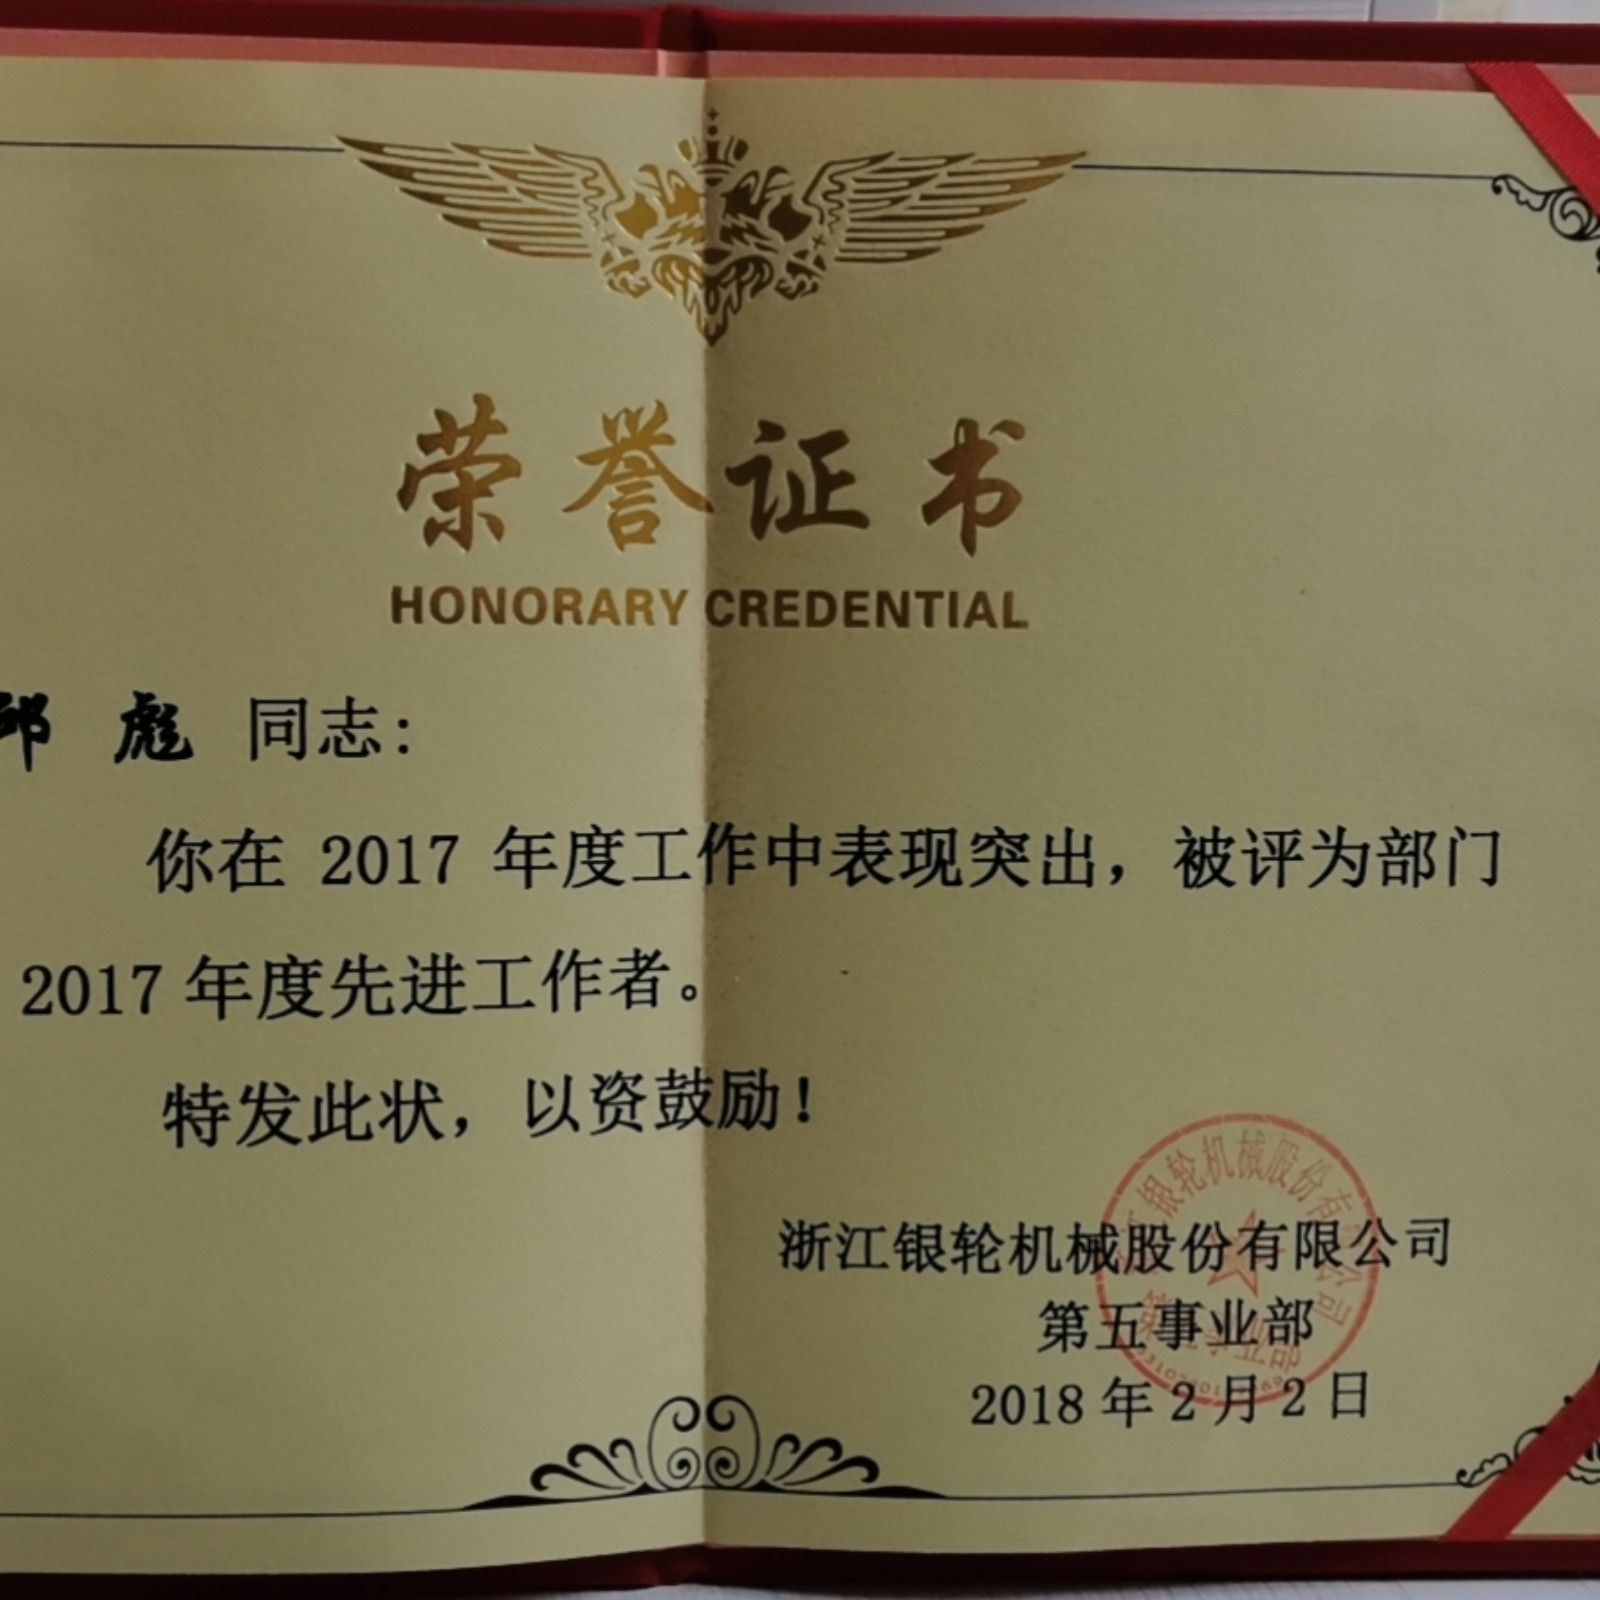 荣誉证书
HONORARY CREDENTIAL
邱 彪 同志:
你在 2017 年度工作中表现突出，被评为部门
2017 年度先进工作者。
特发此状，以资鼓励！
浙江银轮机械股份有限公司
第五事业部
2018 年 2 月 2 日